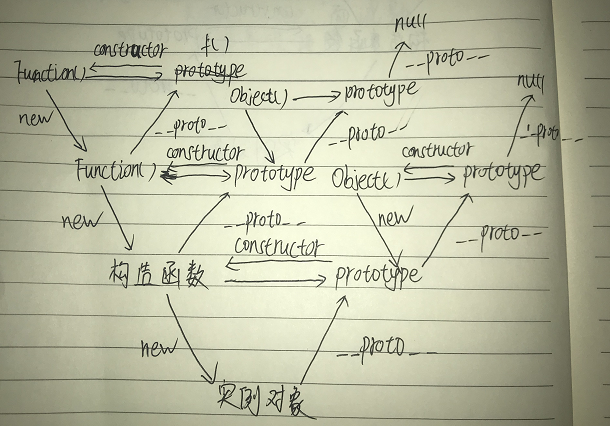 null
constructor f()
Function() prototype __proto__
Object() prototype null
new __proto__ __proto__ __proto__
constructor constructor
Function() prototype Object() prototype
new __proto__ new __proto__
constructor
构造函数 prototype
new __proto__
实例对象